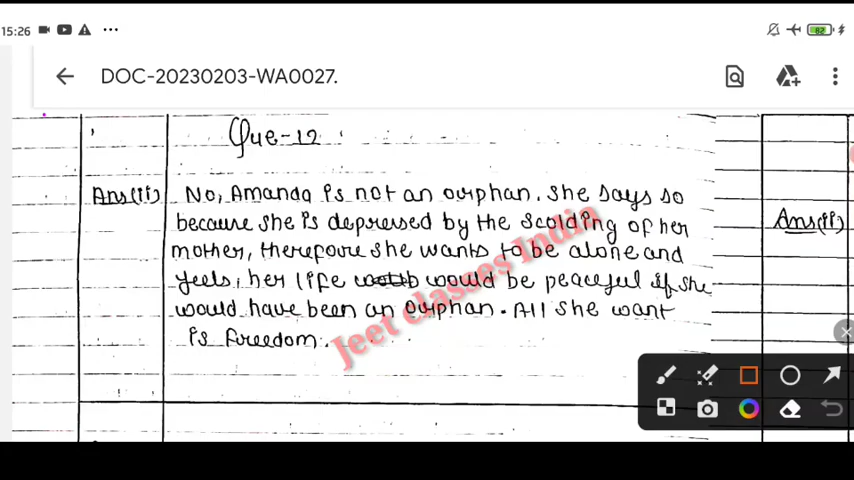 15:26
82
DOC-20230203-WA0027.
Que-12
Ans(ii) No, Amanda is not an orphan. She says so
because she is depressed by the scolding of her
Ans(ii)
mother, therefore she wants to be alone and
feels, her life would be peaceful if she
would have been an orphan. All she want
is freedom.
Jeet classes India